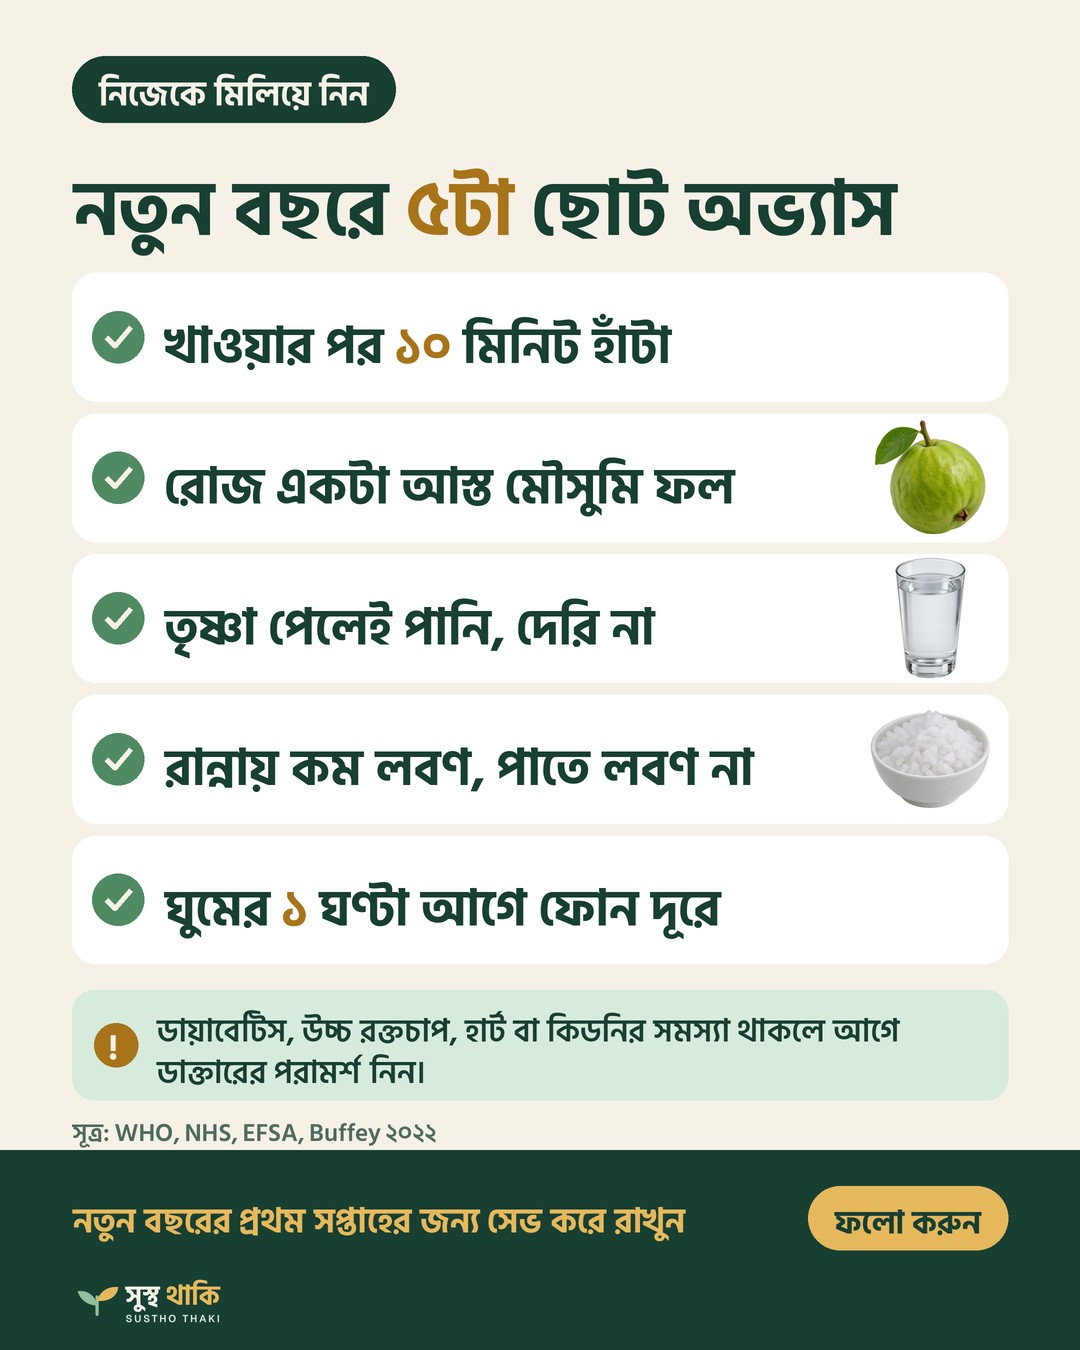 নিজেকে মিলিয়ে নিন
নতুন বছরে ৫টা ছোট অভ্যাস
খাওয়ার পর ১০ মিনিট হাঁটা
রোজ একটা আস্ত মৌসুমি ফল
তৃষ্ণা পেলেই পানি, দেরি না
রান্নায় কম লবণ, পাতে লবণ না
ঘুমের ১ ঘণ্টা আগে ফোন দূরে
ডায়াবেটিস, উচ্চ রক্তচাপ, হার্ট বা কিডনির সমস্যা থাকলে আগে
ডাক্তারের পরামর্শ নিন।
সূত্র: WHO, NHS, EFSA, Buffey ২০২২
নতুন বছরের প্রথম সপ্তাহের জন্য সেভ করে রাখুন
ফলো করুন
সুস্থ থাকি
SUSTHO THAKI